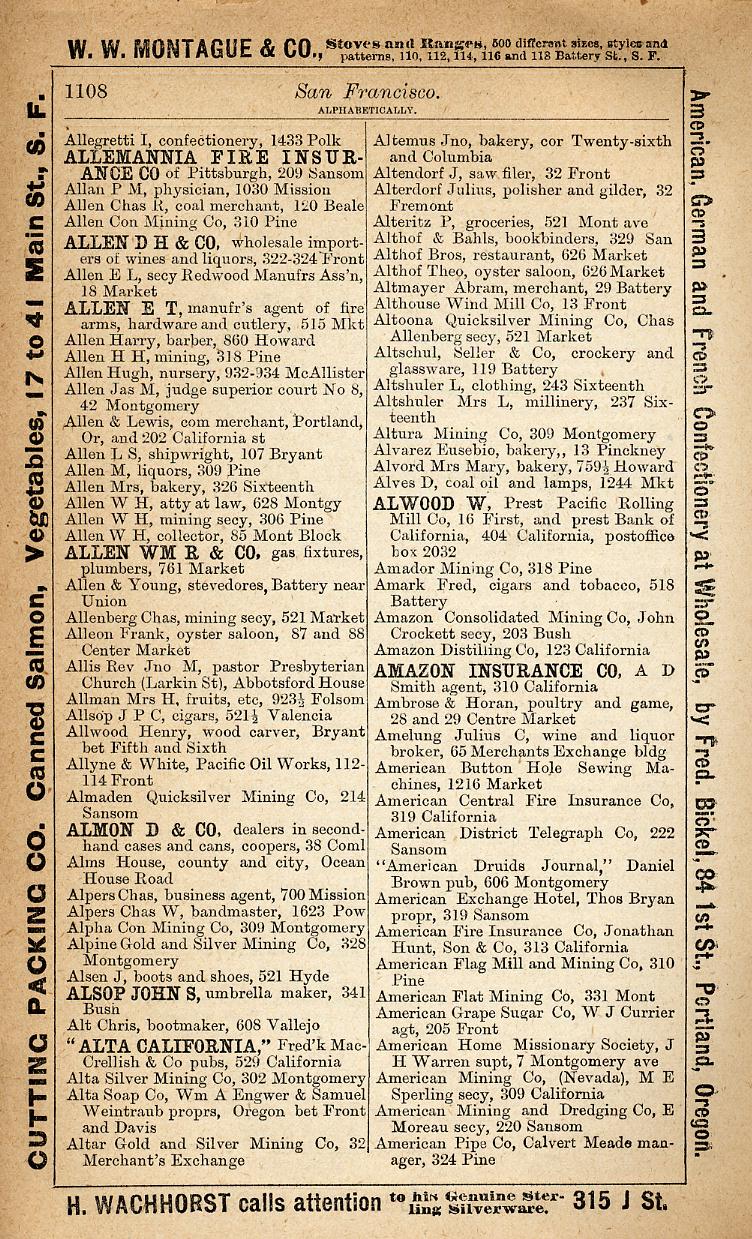 W. W. MONTAGUE & CO., Stoves and Ranges, 500 different sizes, styles and
patterns, 110, 112, 114, 116 and 118 Battery St., S. F.
1108 San Francisco.
ALPHABETICALLY.
Allegretti I, confectionery, 1433 Polk
ALLEMANNIA FIRE INSUR-
ANCE CO of Pittsburgh, 209 Sansom
Allan P M, physician, 1030 Mission
Allen Chas R, coal merchant, 120 Beale
Allen Con Mining Co, 310 Pine
ALLEN D H & CO, wholesale import-
ers of wines and liquors, 322-324 Front
Allen E L, secy Redwood Manufrs Ass'n,
18 Market
ALLEN E T, manufr's agent of fire
arms, hardware and cutlery, 515 Mkt
Allen Harry, barber, 860 Howard
Allen H H, mining, 318 Pine
Allen Hugh, nursery, 932-934 McAllister
Allen Jas M, judge superior court No 8,
42 Montgomery
Allen & Lewis, com merchant, Portland,
Or, and 202 California st
Allen L S, shipwright, 107 Bryant
Allen M, liquors, 309 Pine
Allen Mrs, bakery, 326 Sixteenth
Allen W H, atty at law, 628 Montgy
Allen W H, mining secy, 306 Pine
Allen W H, collector, 85 Mont Block
ALLEN WM R & CO, gas fixtures,
plumbers, 761 Market
Allen & Young, stevedores, Battery near
Union
Allenberg Chas, mining secy, 521 Market
Alleon Frank, oyster saloon, 87 and 88
Center Market
Allis Rev Jno M, pastor Presbyterian
Church (Larkin St), Abbotsford House
Allman Mrs H, fruits, etc, 923½ Folsom
Allsop J P C, cigars, 521½ Valencia
Allwood Henry, wood carver, Bryant
bet Fifth and Sixth
Allyne & White, Pacific Oil Works, 112-
114 Front
Almaden Quicksilver Mining Co, 214
Sansom
ALMON D & CO, dealers in second-
hand cases and cans, coopers, 38 Coml
Alms House, county and city, Ocean
House Road
Alpers Chas, business agent, 700 Mission
Alpers Chas W, bandmaster, 1623 Pow
Alpha Con Mining Co, 309 Montgomery
Alpine Gold and Silver Mining Co, 328
Montgomery
Alsen J, boots and shoes, 521 Hyde
ALSOP JOHN S, umbrella maker, 341
Bush
Alt Chris, bootmaker, 608 Vallejo
"ALTA CALIFORNIA," Fred'k Mac-
Crellish & Co pubs, 529 California
Alta Silver Mining Co, 302 Montgomery
Alta Soap Co, Wm A Engwer & Samuel
Weintraub proprs, Oregon bet Front
and Davis
Altar Gold and Silver Mining Co, 32
Merchant's Exchange
Altemus Jno, bakery, cor Twenty-sixth
and Columbia
Altendorf J, saw filer, 32 Front
Alterdorf Julius, polisher and gilder, 32
Fremont
Alteritz P, groceries, 521 Mont ave
Althof & Bahls, bookbinders, 329 San
Althof Bros, restaurant, 626 Market
Althof Theo, oyster saloon, 626 Market
Altmayer Abram, merchant, 29 Battery
Althouse Wind Mill Co, 13 Front
Altoona Quicksilver Mining Co, Chas
Allenberg secy, 521 Market
Altschul, Seller & Co, crockery and
glassware, 119 Battery
Altshuler L, clothing, 243 Sixteenth
Altshuler Mrs L, millinery, 237 Six-
teenth
Altura Mining Co, 309 Montgomery
Alvarez Eusebio, bakery,, 13 Pinckney
Alvord Mrs Mary, bakery, 759½ Howard
Alves D, coal oil and lamps, 1244 Mkt
ALWOOD W, Prest Pacific Rolling
Mill Co, 16 First, and prest Bank of
California, 404 California, postoffice
box 2032
Amador Mining Co, 318 Pine
Amark Fred, cigars and tobacco, 518
Battery
Amazon Consolidated Mining Co, John
Crockett secy, 203 Bush
Amazon Distilling Co, 123 California
AMAZON INSURANCE CO, A D
Smith agent, 310 California
Ambrose & Horan, poultry and game,
28 and 29 Centre Market
Amelung Julius C, wine and liquor
broker, 65 Merchants Exchange bldg
American Button Hole Sewing Ma-
chines, 1216 Market
American Central Fire Insurance Co,
319 California
American District Telegraph Co, 222
Sansom
"American Druids Journal," Daniel
Brown pub, 606 Montgomery
American Exchange Hotel, Thos Bryan
propr, 319 Sansom
American Fire Insurance Co, Jonathan
Hunt, Son & Co, 313 California
American Flag Mill and Mining Co, 310
Pine
American Flat Mining Co, 331 Mont
American Grape Sugar Co, W J Currier
agt, 205 Front
American Home Missionary Society, J
H Warren supt, 7 Montgomery ave
American Mining Co, (Nevada), M E
Sperling secy, 309 California
American Mining and Dredging Co, E
Moreau secy, 220 Sansom
American Pipe Co, Calvert Meade man-
ager, 324 Pine
CUTTING PACKING CO. Canned Salmon, Vegetables, 17 to 41 Main St., S. F.
American, German and French Confectionery at Wholesale, by Fred. Bickel, 84 1st St., Portland, Oregon.
H. WACHHORST calls attention to his Genuine Ster-
ling Silverware. 315 J St.